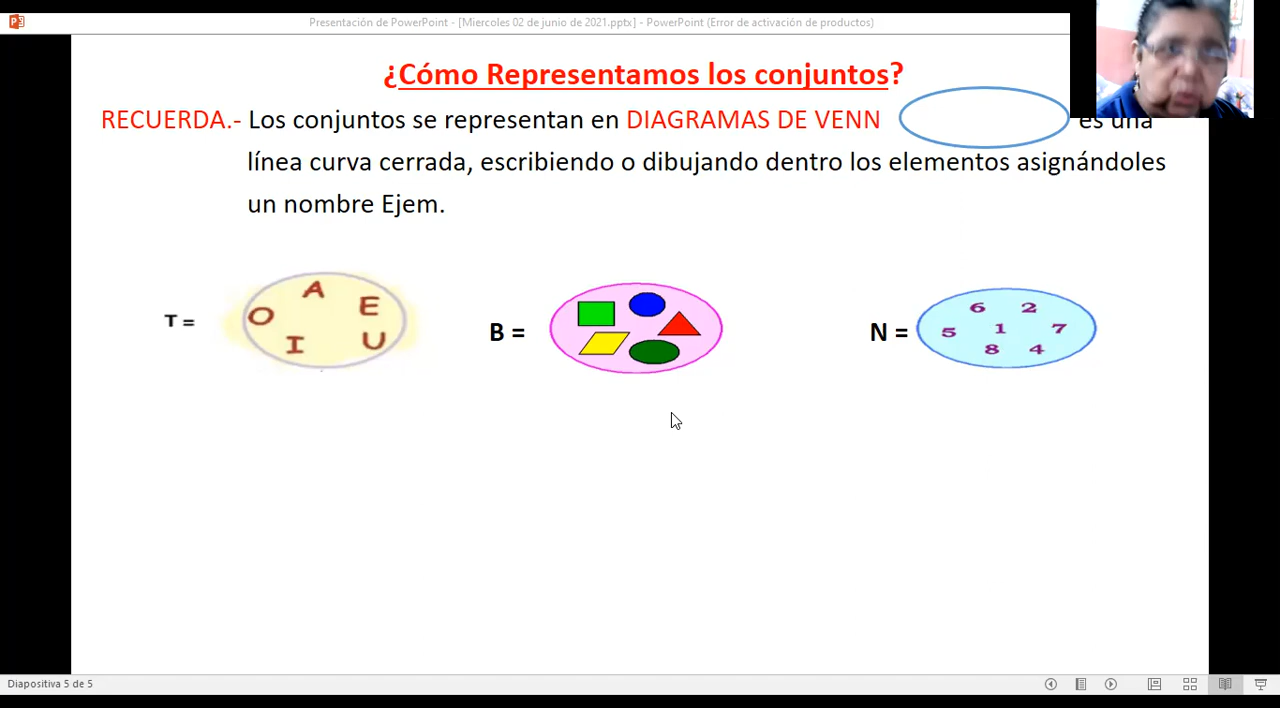 Presentación de PowerPoint - [Miercoles 02 de junio de 2021.pptx] - PowerPoint (Error de activación de productos)
¿Cómo Representamos los conjuntos?
RECUERDA.- Los conjuntos se representan en DIAGRAMAS DE VENN es una
línea curva cerrada, escribiendo o dibujando dentro los elementos asignándoles
un nombre Ejem.
T =
A
O E
I U
B =
N =
6 2
5 1 7
8 4
Diapositiva 5 de 5